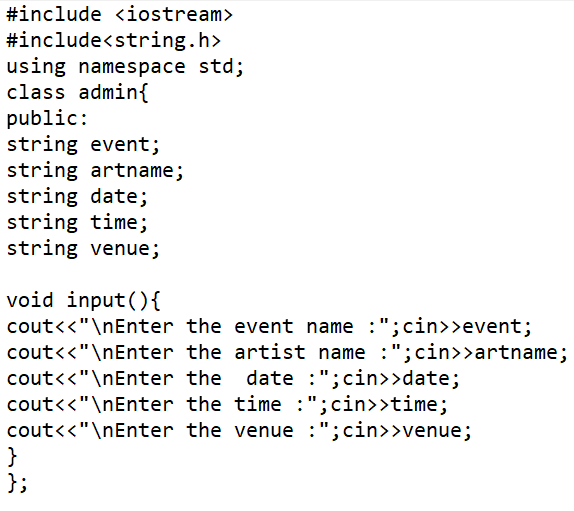 #include <iostream>
#include<string.h>
using namespace std;
class admin{
public:
string event;
string artname;
string date;
string time;
string venue;

void input(){
cout<<"\nEnter the event name :";cin>>event;
cout<<"\nEnter the artist name :";cin>>artname;
cout<<"\nEnter the  date :";cin>>date;
cout<<"\nEnter the time :";cin>>time;
cout<<"\nEnter the venue :";cin>>venue;
}
};